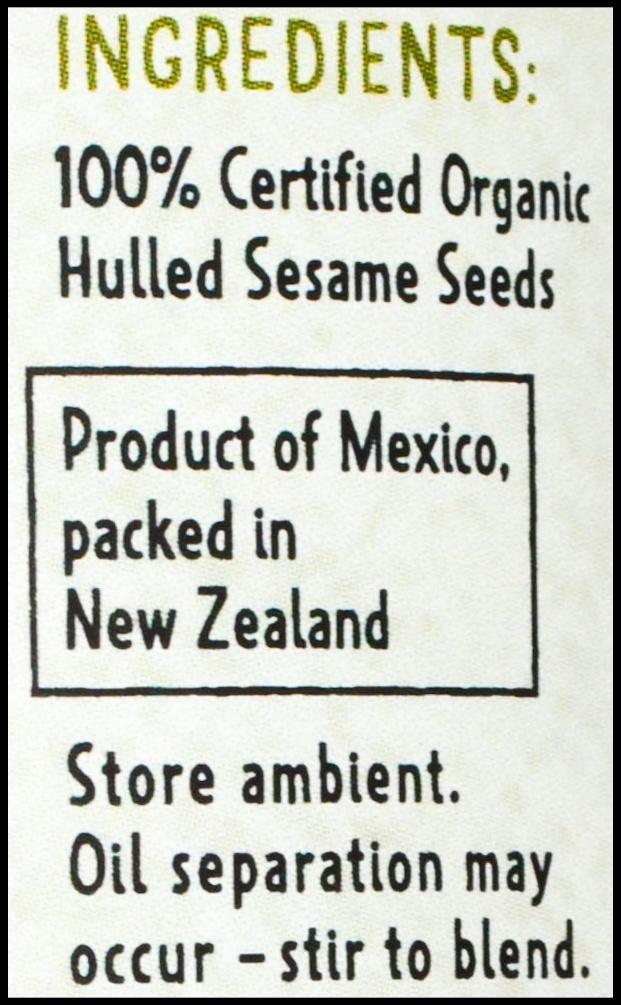 INGREDIENTS:
100% Certified Organic
Hulled Sesame Seeds
Product of Mexico,
packed in
New Zealand
Store ambient.
Oil separation may
occur – stir to blend.